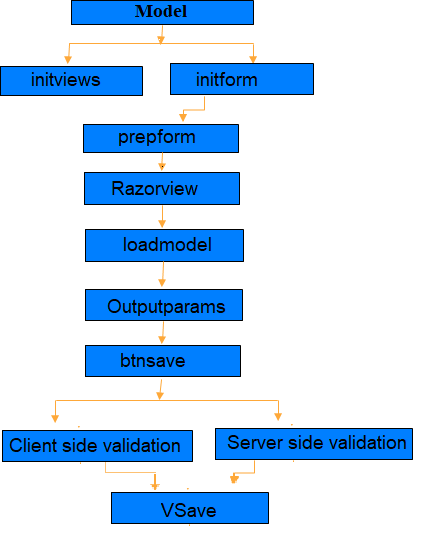 Model
initviews
initform
prepform
Razorview
loadmodel
Outputparams
btnsave
Client side validation
Server side validation
VSave